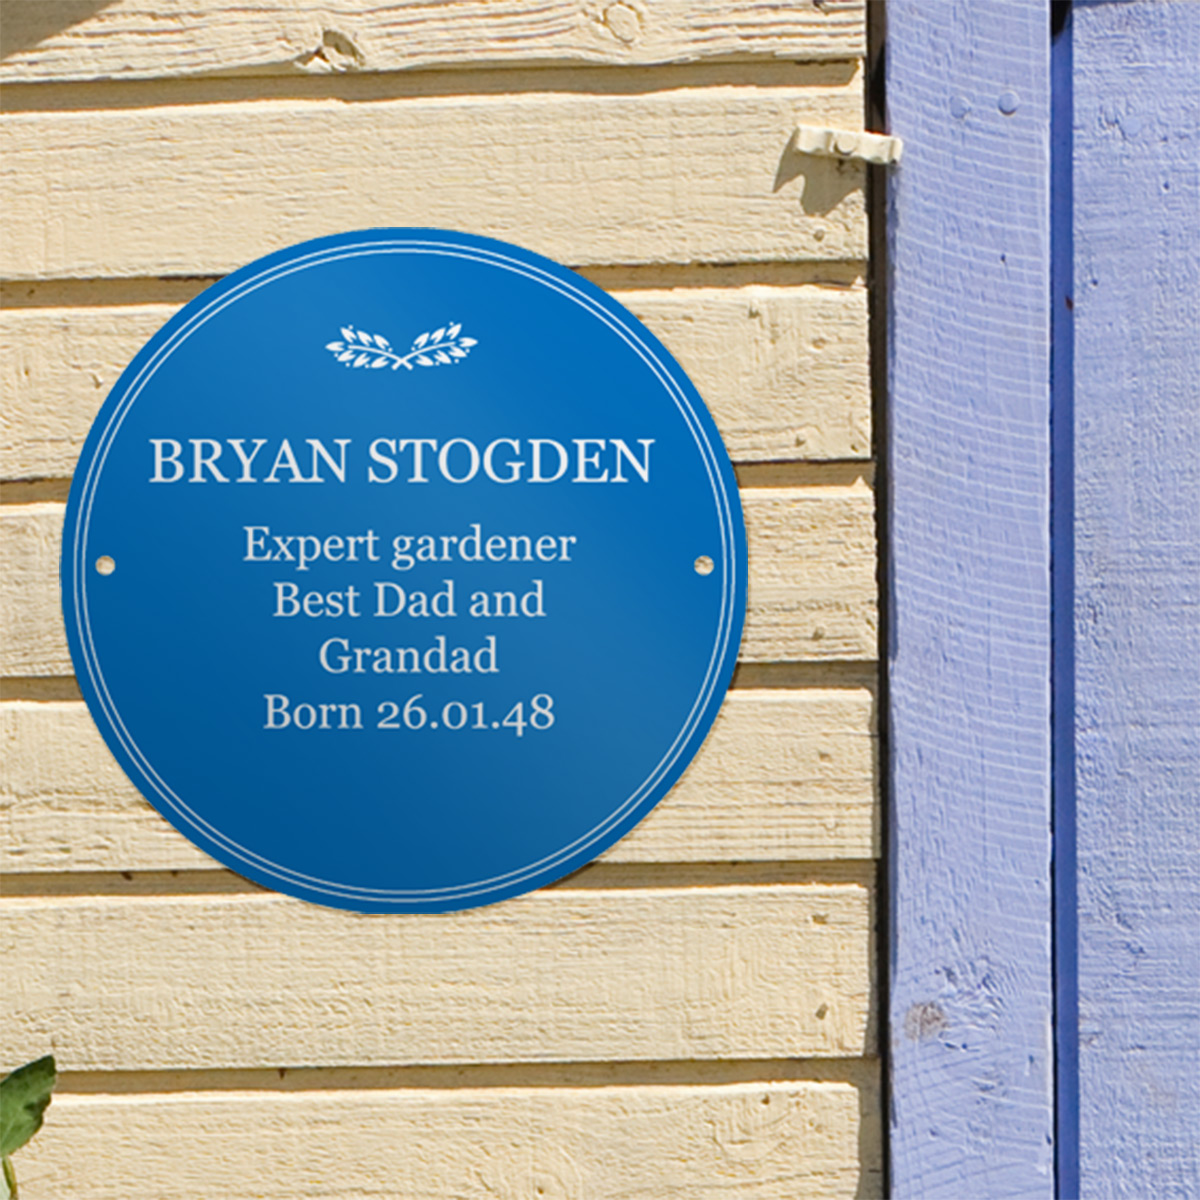 BRYAN STOGDEN
Expert gardener
Best Dad and
Grandad
Born 26.01.48